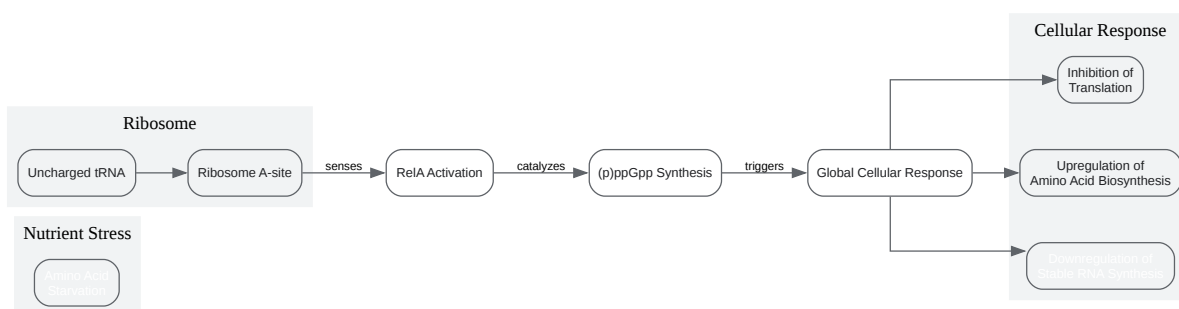 Cellular Response
Inhibition of
Translation
Ribosome
Uncharged tRNA
Ribosome A-site
senses
RelA Activation
catalyzes
(p)ppGpp Synthesis
triggers
Global Cellular Response
Upregulation of
Amino Acid Biosynthesis
Nutrient Stress
Amino Acid
Starvation
Downregulation of
Stable RNA Synthesis